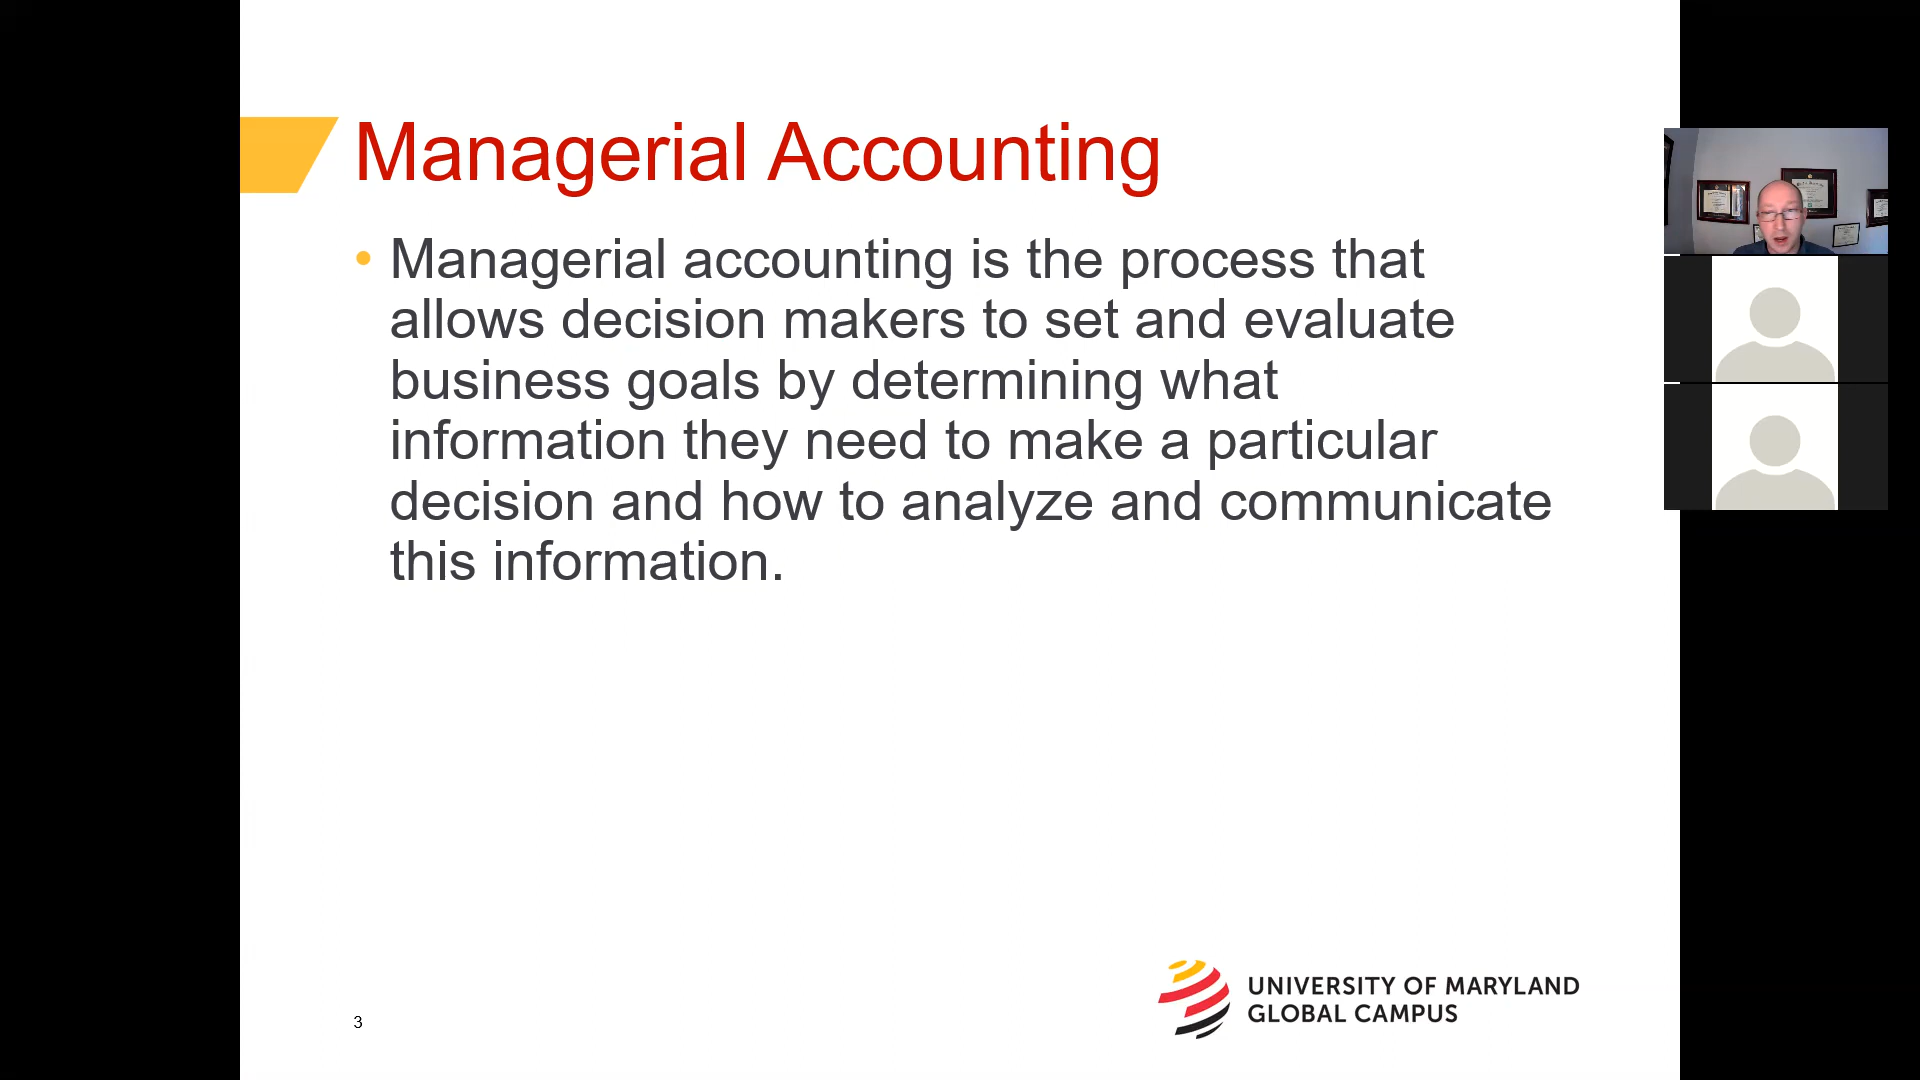 Managerial Accounting
• Managerial accounting is the process that
allows decision makers to set and evaluate
business goals by determining what
information they need to make a particular
decision and how to analyze and communicate
this information.
3
UNIVERSITY OF MARYLAND
GLOBAL CAMPUS